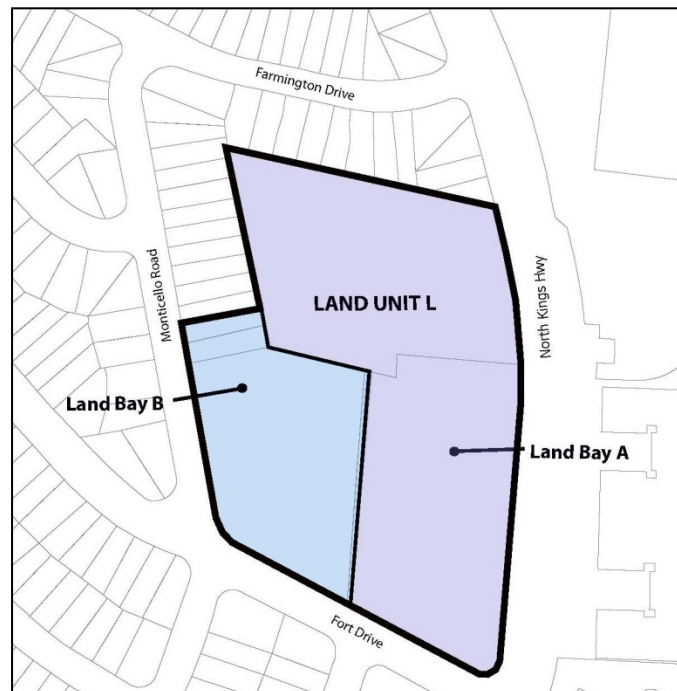 Farmington Drive
Monticello Road
North Kings Hwy
LAND UNIT L
Land Bay B
Land Bay A
Fort Drive